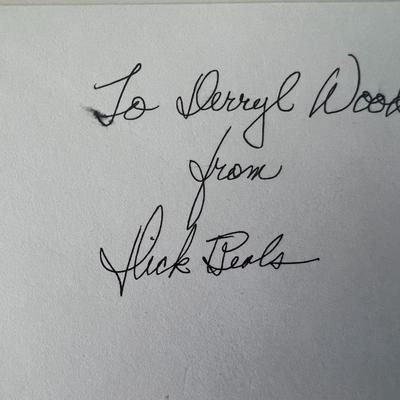 To Derryl Wood
from
Dick Beals